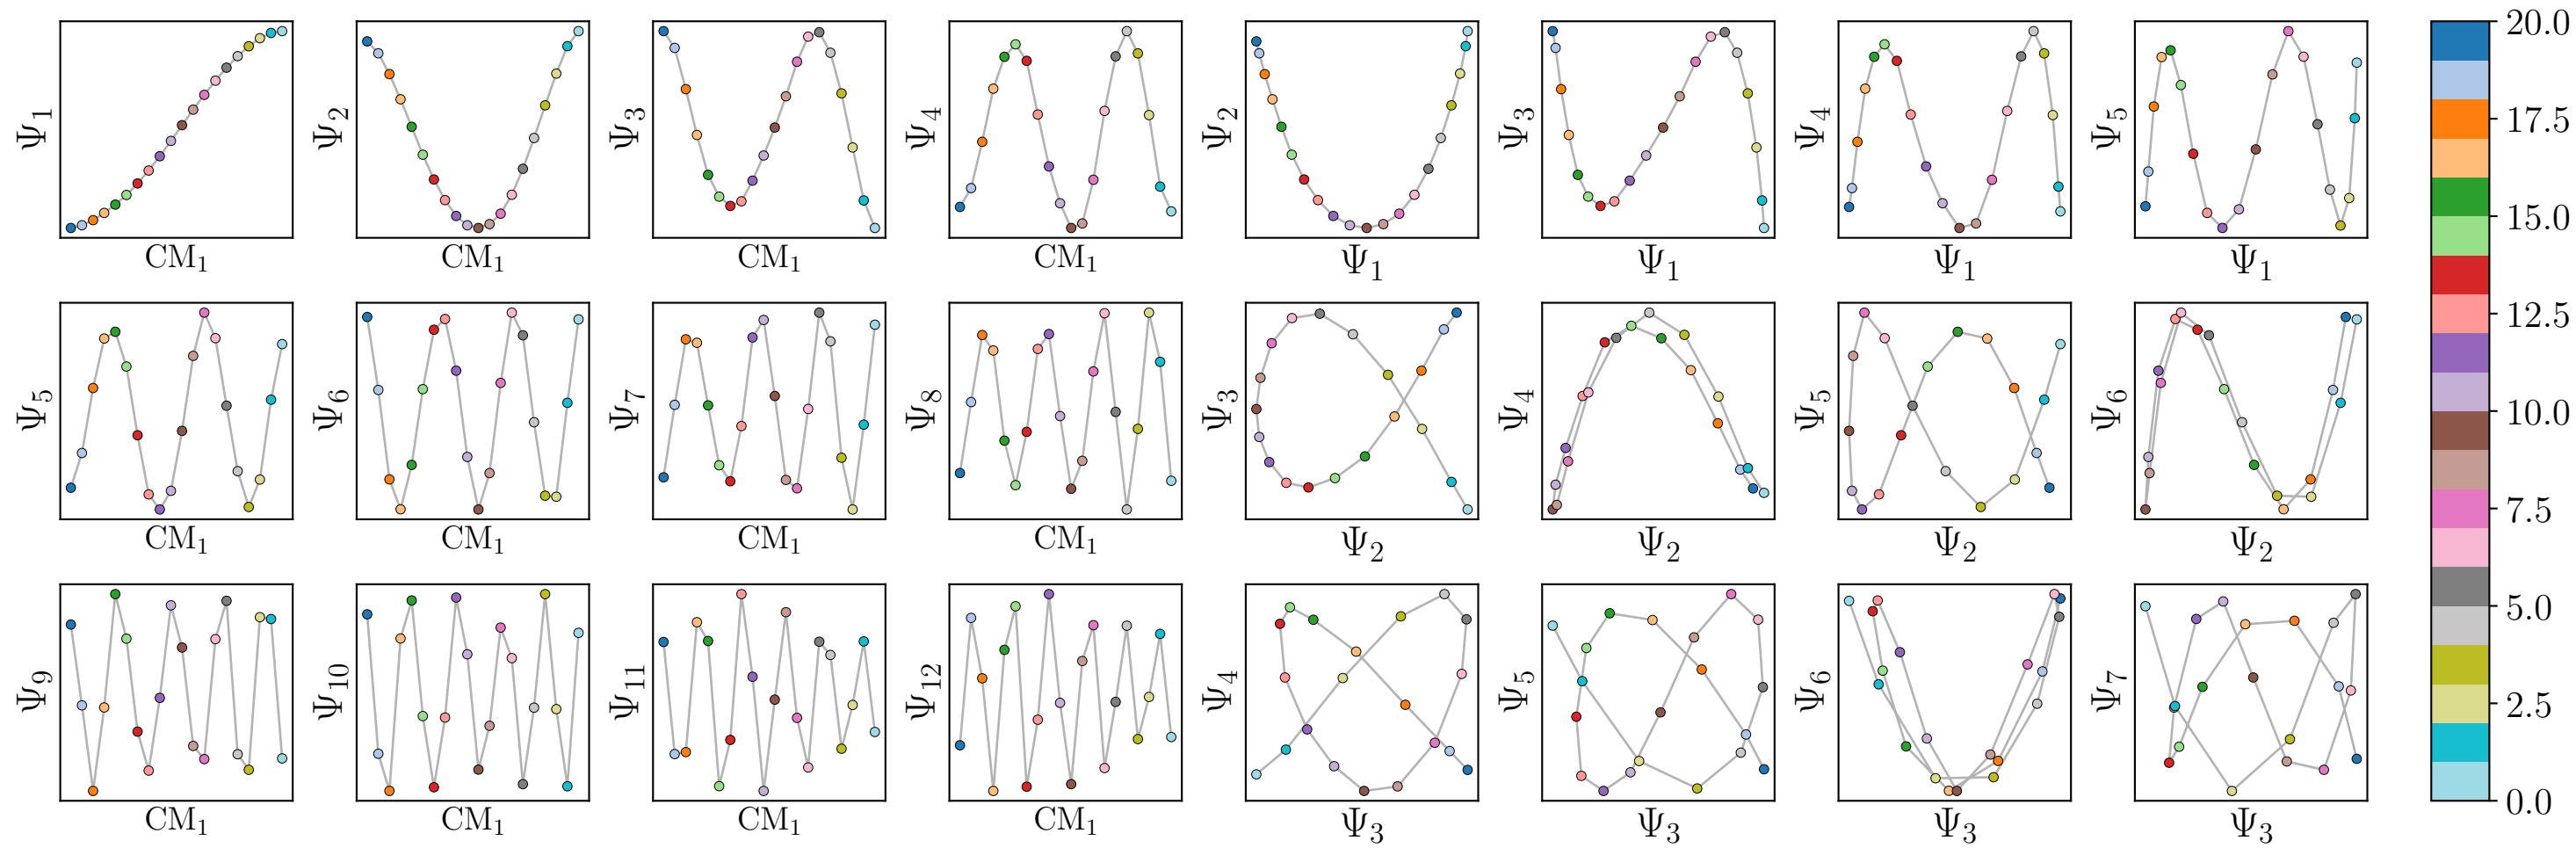 Ψ₁ Ψ₂ Ψ₃ Ψ₄ Ψ₂ Ψ₃ Ψ₄ Ψ₅
CM₁ CM₁ CM₁ CM₁ Ψ₁ Ψ₁ Ψ₁ Ψ₁
Ψ₅ Ψ₆ Ψ₇ Ψ₈ Ψ₃ Ψ₄ Ψ₅ Ψ₆
CM₁ CM₁ CM₁ CM₁ Ψ₂ Ψ₂ Ψ₂ Ψ₂
Ψ₉ Ψ₁₀ Ψ₁₁ Ψ₁₂ Ψ₄ Ψ₅ Ψ₆ Ψ₇
CM₁ CM₁ CM₁ CM₁ Ψ₃ Ψ₃ Ψ₃ Ψ₃
20.0
17.5
15.0
12.5
10.0
7.5
5.0
2.5
0.0